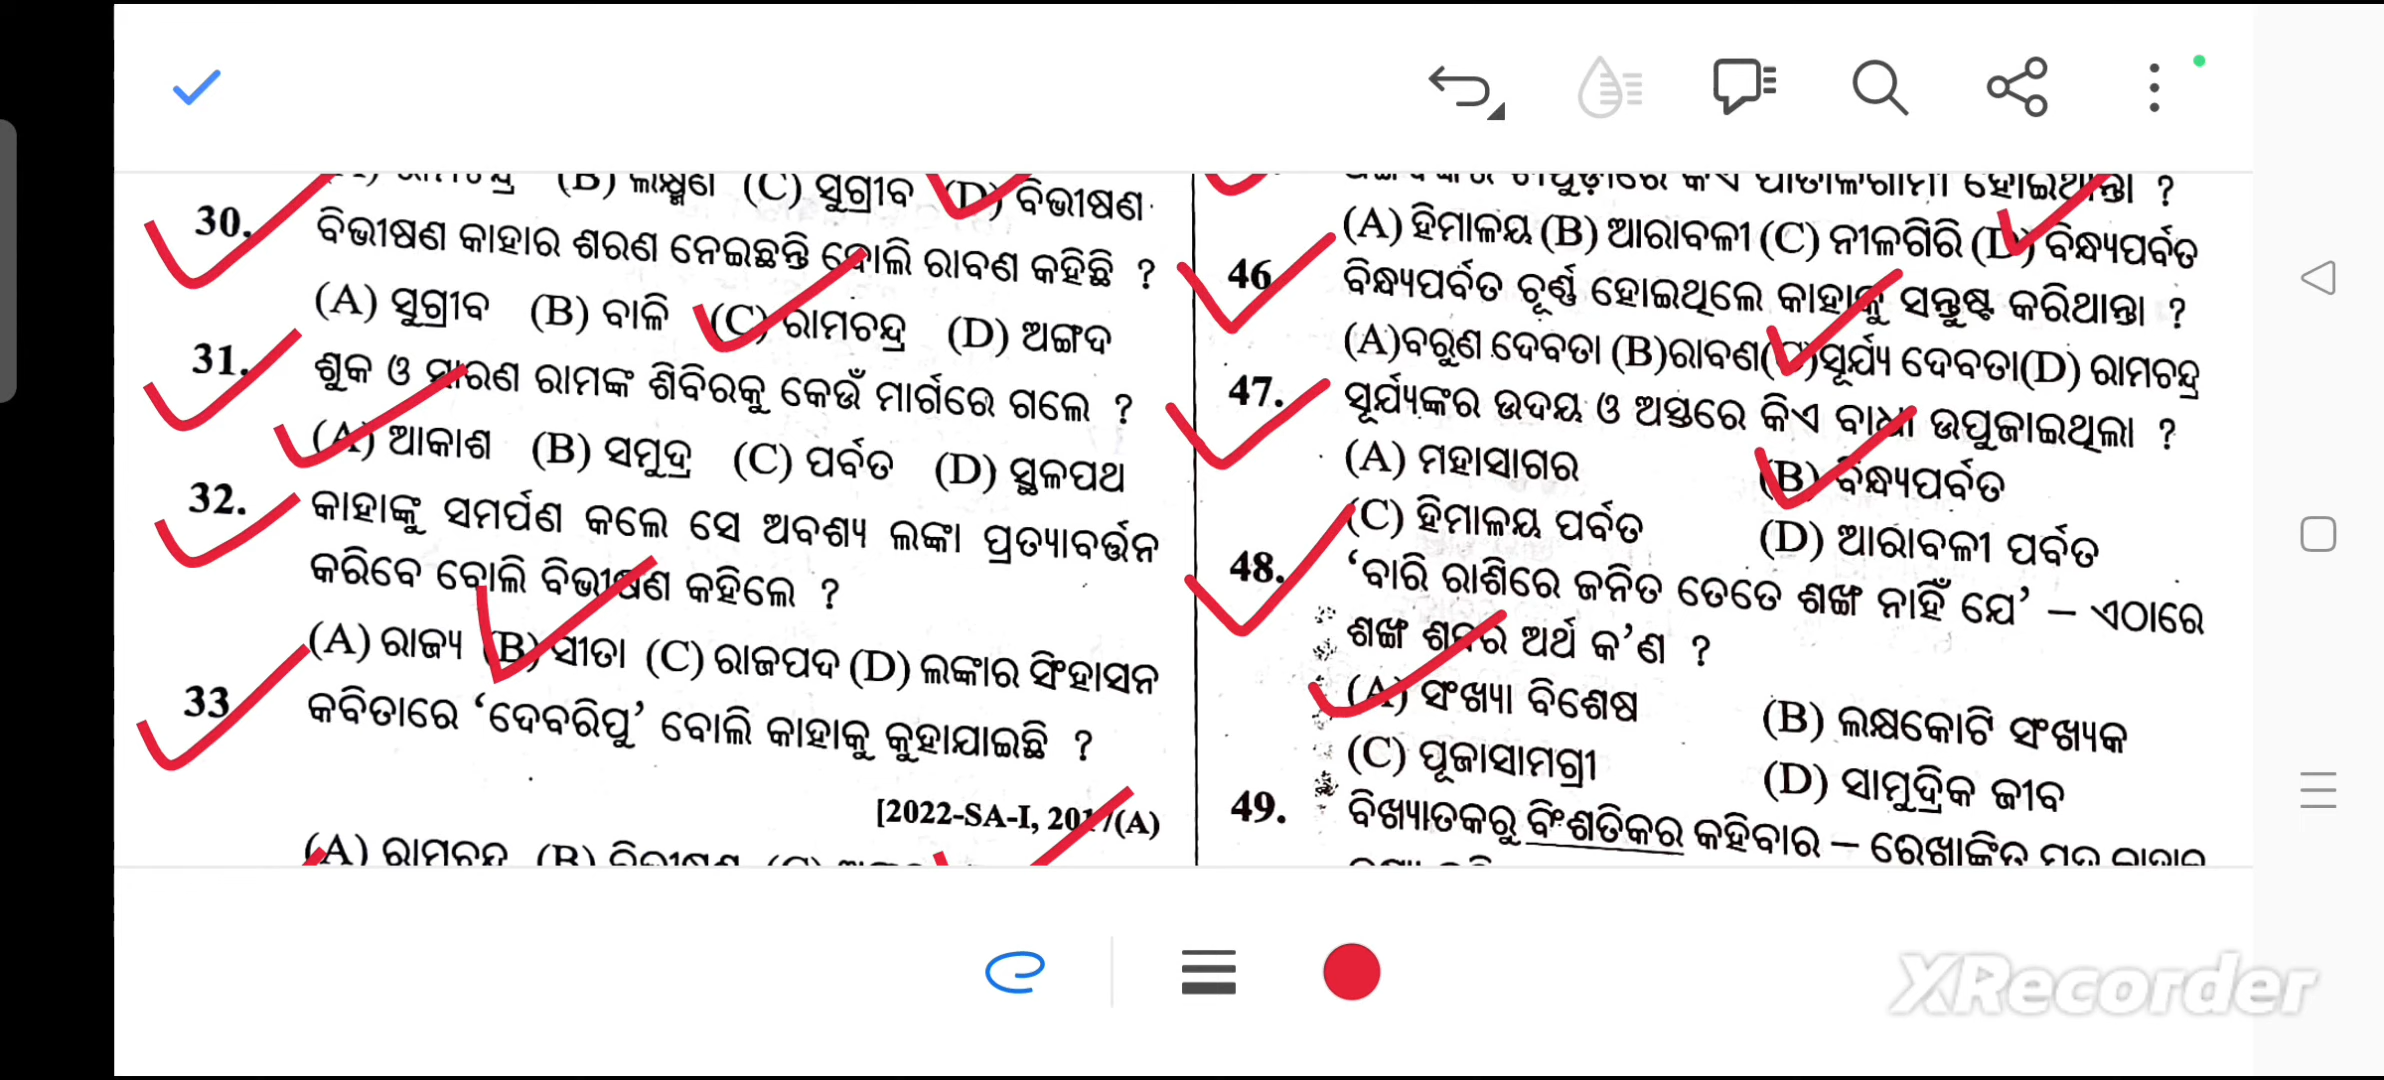 (B) ଲକ୍ଷ୍ମଣ (C) ସୁଗ୍ରୀବ (D) ବିଭୀଷଣ
30. ବିଭୀଷଣ କାହାର ଶରଣ ନେଇଛନ୍ତି ବୋଲି ରାବଣ କହିଛି ?
(A) ସୁଗ୍ରୀବ (B) ବାଳି (C) ରାମଚନ୍ଦ୍ର (D) ଅଙ୍ଗଦ
31. ଶୁକ ଓ ସାରଣ ରାମଙ୍କ ଶିବିରକୁ କେଉଁ ମାର୍ଗରେ ଗଲେ ?
(A) ଆକାଶ (B) ସମୁଦ୍ର (C) ପର୍ବତ (D) ସ୍ଥଳପଥ
32. କାହାଙ୍କୁ ସମର୍ପଣ କଲେ ସେ ଅବଶ୍ୟ ଲଙ୍କା ପ୍ରତ୍ୟାବର୍ତ୍ତନ
କରିବେ ବୋଲି ବିଭୀଷଣ କହିଲେ ?
(A) ରାଜ୍ୟ (B) ସୀତା (C) ରାଜପଦ (D) ଲଙ୍କାର ସିଂହାସନ
33 କବିତାରେ ‘ଦେବରିପୁ’ ବୋଲି କାହାକୁ କୁହାଯାଇଛି ?
[2022-SA-I, 2017(A)
(A) ରାମଚନ୍ଦ୍ର (B) ବିଭୀଷଣ
କିଏ ପାତାଳଗାମୀ ହୋଇଥାନ୍ତା ?
(A) ହିମାଳୟ (B) ଆରାବଳୀ (C) ନୀଳଗିରି (D) ବିନ୍ଧ୍ୟପର୍ବତ
46 ବିନ୍ଧ୍ୟପର୍ବତ ଚୂର୍ଣ୍ଣ ହୋଇଥିଲେ କାହାକୁ ସନ୍ତୁଷ୍ଟ କରିଥାନ୍ତା ?
(A)ବରୁଣ ଦେବତା (B)ରାବଣ(C)ସୂର୍ଯ୍ୟ ଦେବତା(D) ରାମଚନ୍ଦ୍ର
47. ସୂର୍ଯ୍ୟଙ୍କର ଉଦୟ ଓ ଅସ୍ତରେ କିଏ ବାଧା ଉପୁଜାଇଥିଲା ?
(A) ମହାସାଗର (B) ବିନ୍ଧ୍ୟପର୍ବତ
(C) ହିମାଳୟ ପର୍ବତ (D) ଆରାବଳୀ ପର୍ବତ
48. ‘ବାରି ରାଶିରେ ଜନିତ ତେତେ ଶଙ୍ଖ ନାହିଁ ଯେ’ – ଏଠାରେ
ଶଙ୍ଖ ଶବ୍ଦର ଅର୍ଥ କ’ଣ ?
(A) ସଂଖ୍ୟା ବିଶେଷ (B) ଲକ୍ଷକୋଟି ସଂଖ୍ୟକ
(C) ପୂଜାସାମଗ୍ରୀ (D) ସାମୁଦ୍ରିକ ଜୀବ
49. ବିଖ୍ୟାତକରୁ ବିଂଶତିକର କହିବାର – ରେଖାଙ୍କିତ ପଦ
XRecorder